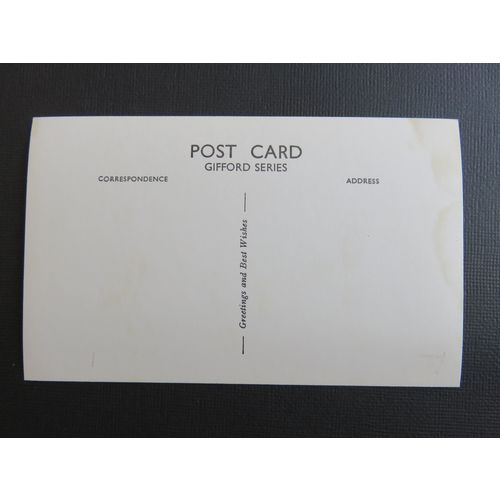 POST CARD
GIFFORD SERIES
CORRESPONDENCE
ADDRESS
Greetings and Best Wishes